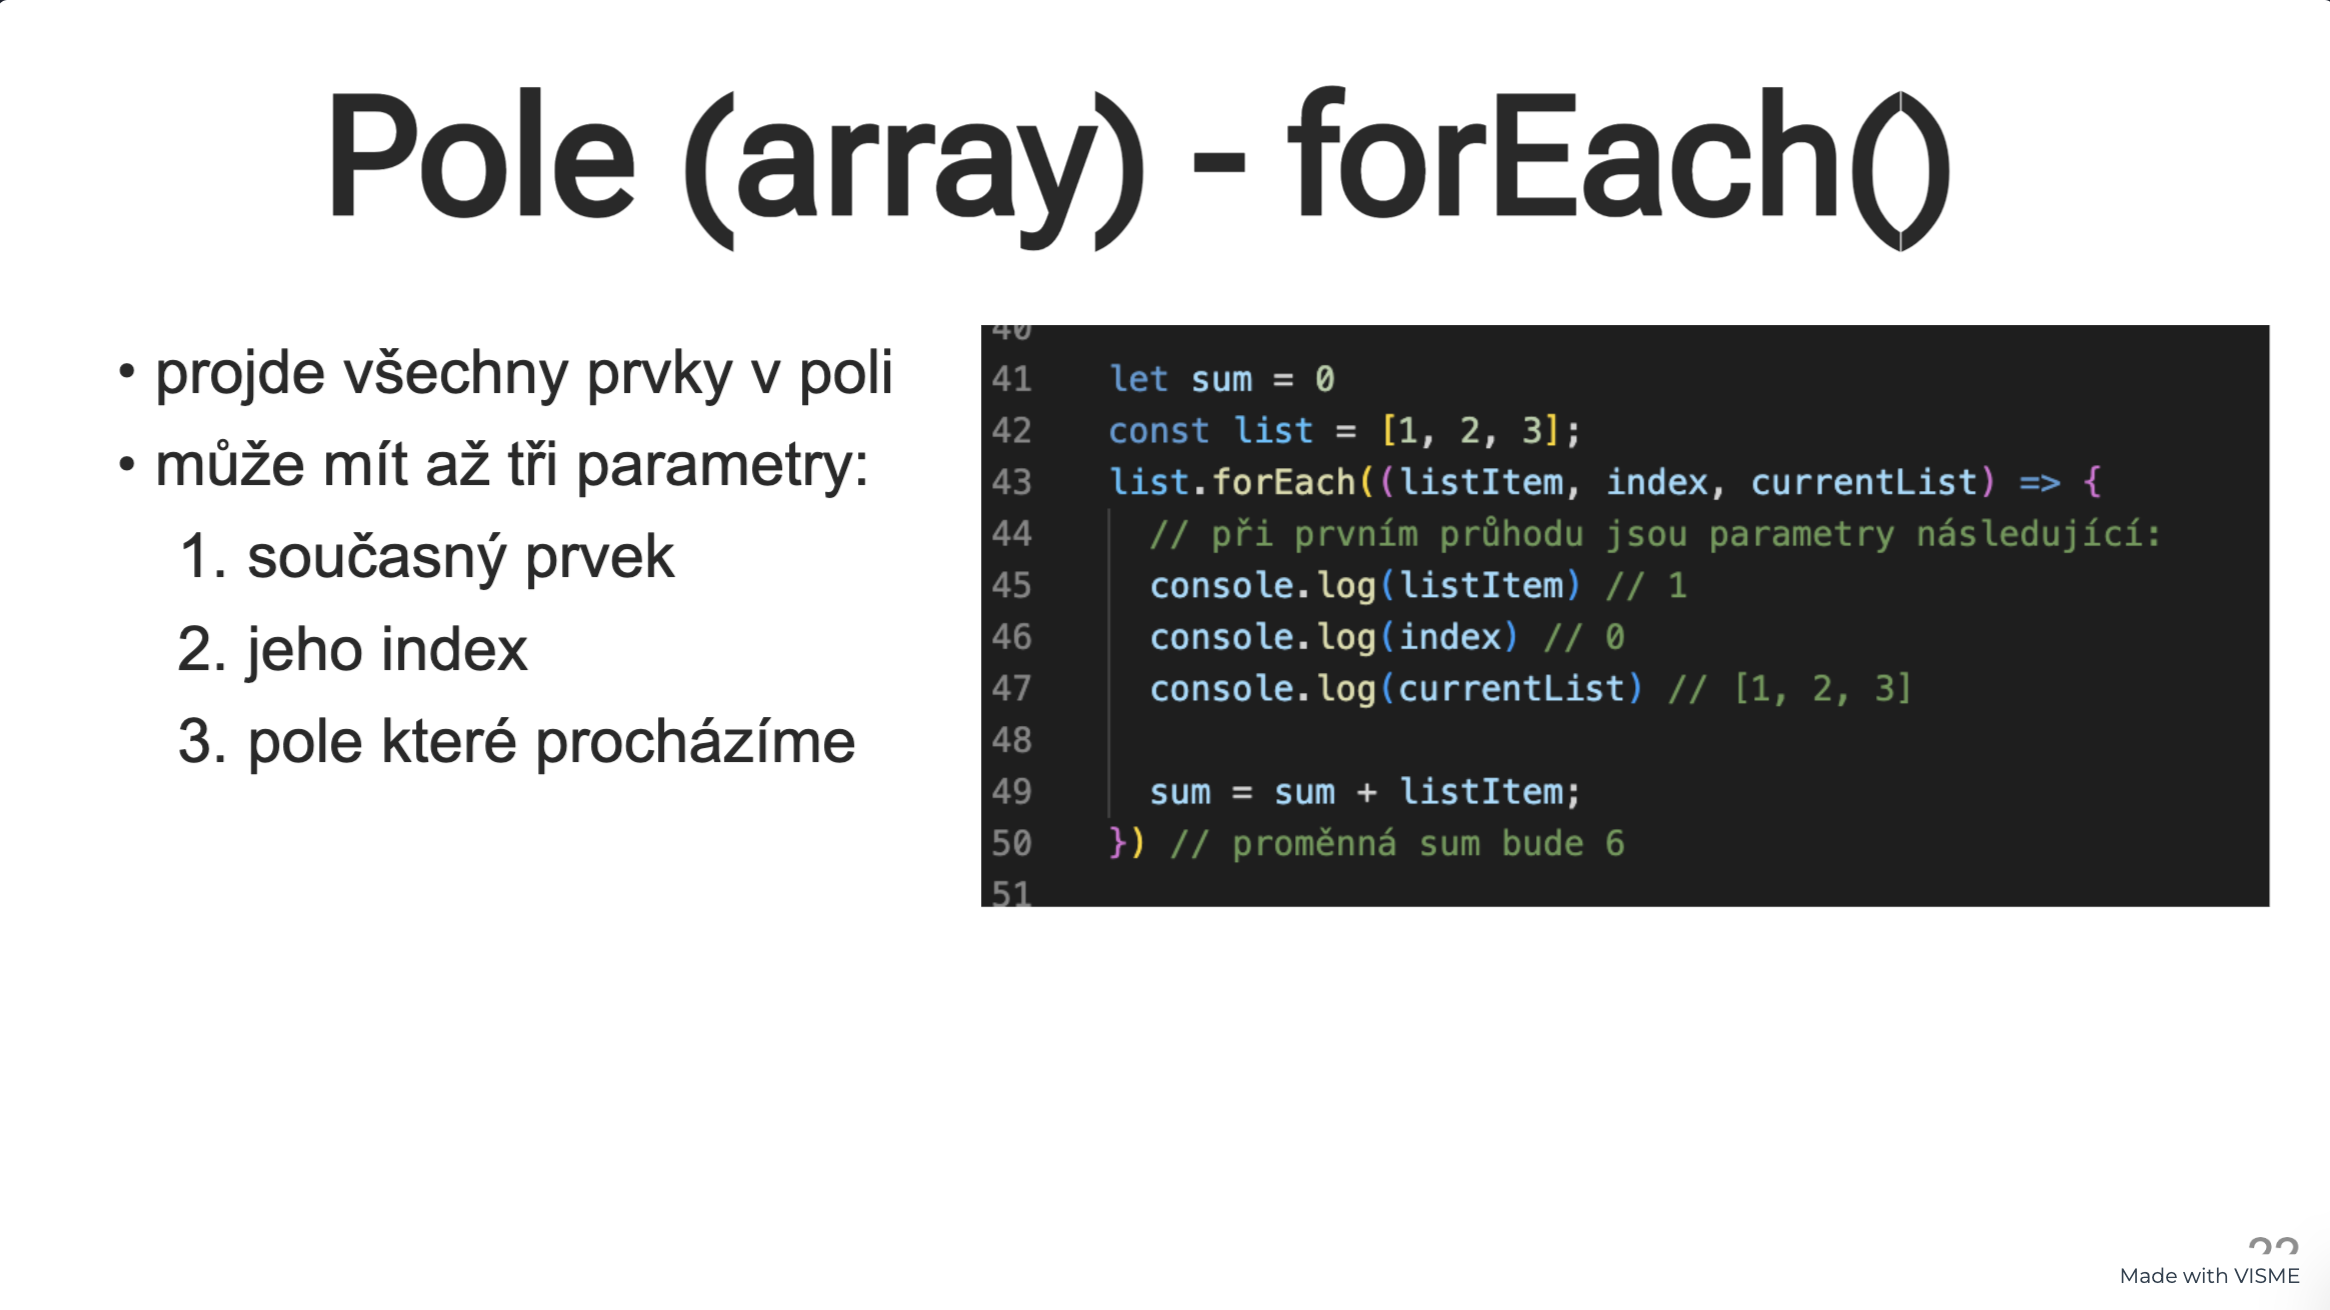 Pole (array) - forEach()
• projde všechny prvky v poli
• může mít až tři parametry:
1. současný prvek
2. jeho index
3. pole které procházíme
40
41 let sum = 0
42 const list = [1, 2, 3];
43 list.forEach((listItem, index, currentList) => {
44 // při prvním průhodu jsou parametry následující:
45 console.log(listItem) // 1
46 console.log(index) // 0
47 console.log(currentList) // [1, 2, 3]
48
49 sum = sum + listItem;
50 }) // proměnná sum bude 6
51
Made with VISME